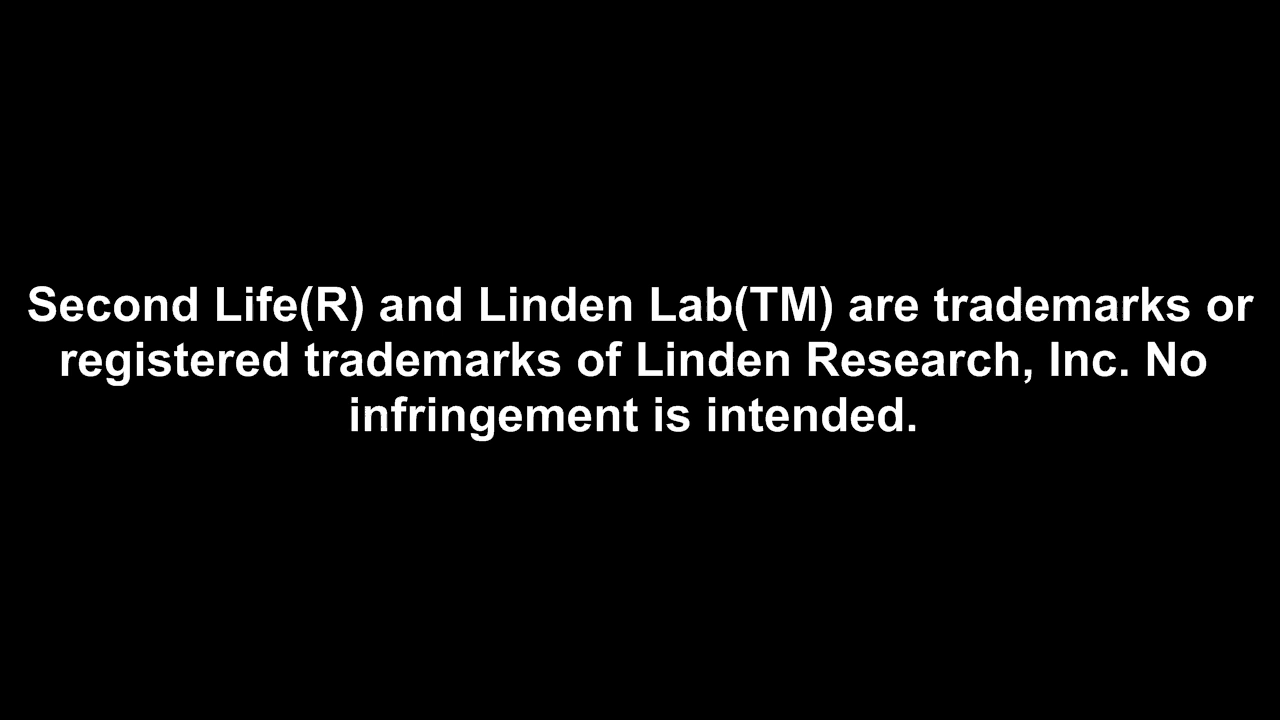 Second Life(R) and Linden Lab(TM) are trademarks or
registered trademarks of Linden Research, Inc. No
infringement is intended.